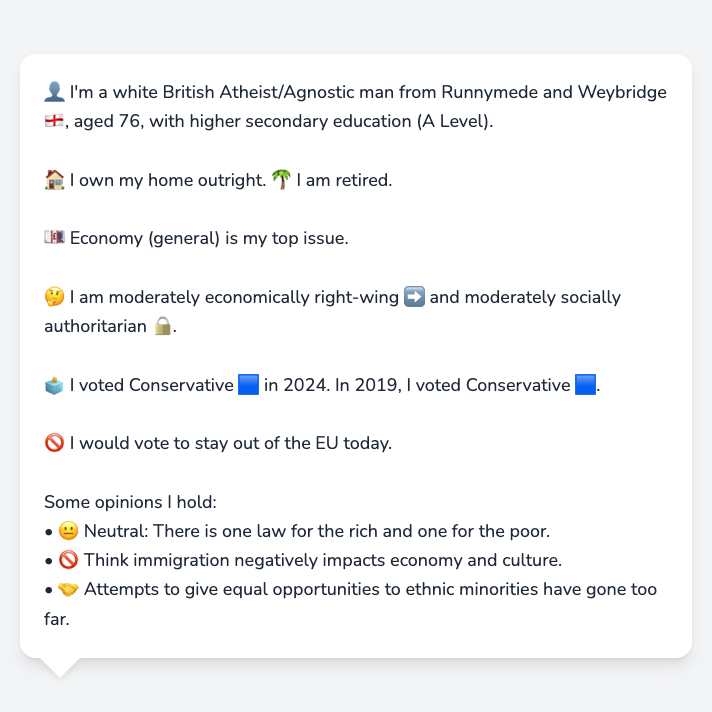 👤 I'm a white British Atheist/Agnostic man from Runnymede and Weybridge
🏴󠁧󠁢󠁥󠁮󠁧󠁿, aged 76, with higher secondary education (A Level).
🏠 I own my home outright. 🌴 I am retired.
💷 Economy (general) is my top issue.
🤔 I am moderately economically right-wing ➡️ and moderately socially
authoritarian 🔒.
🗳️ I voted Conservative 🟦 in 2024. In 2019, I voted Conservative 🟦.
🚫 I would vote to stay out of the EU today.
Some opinions I hold:
• 😐 Neutral: There is one law for the rich and one for the poor.
• 🚫 Think immigration negatively impacts economy and culture.
• 🤝 Attempts to give equal opportunities to ethnic minorities have gone too
far.